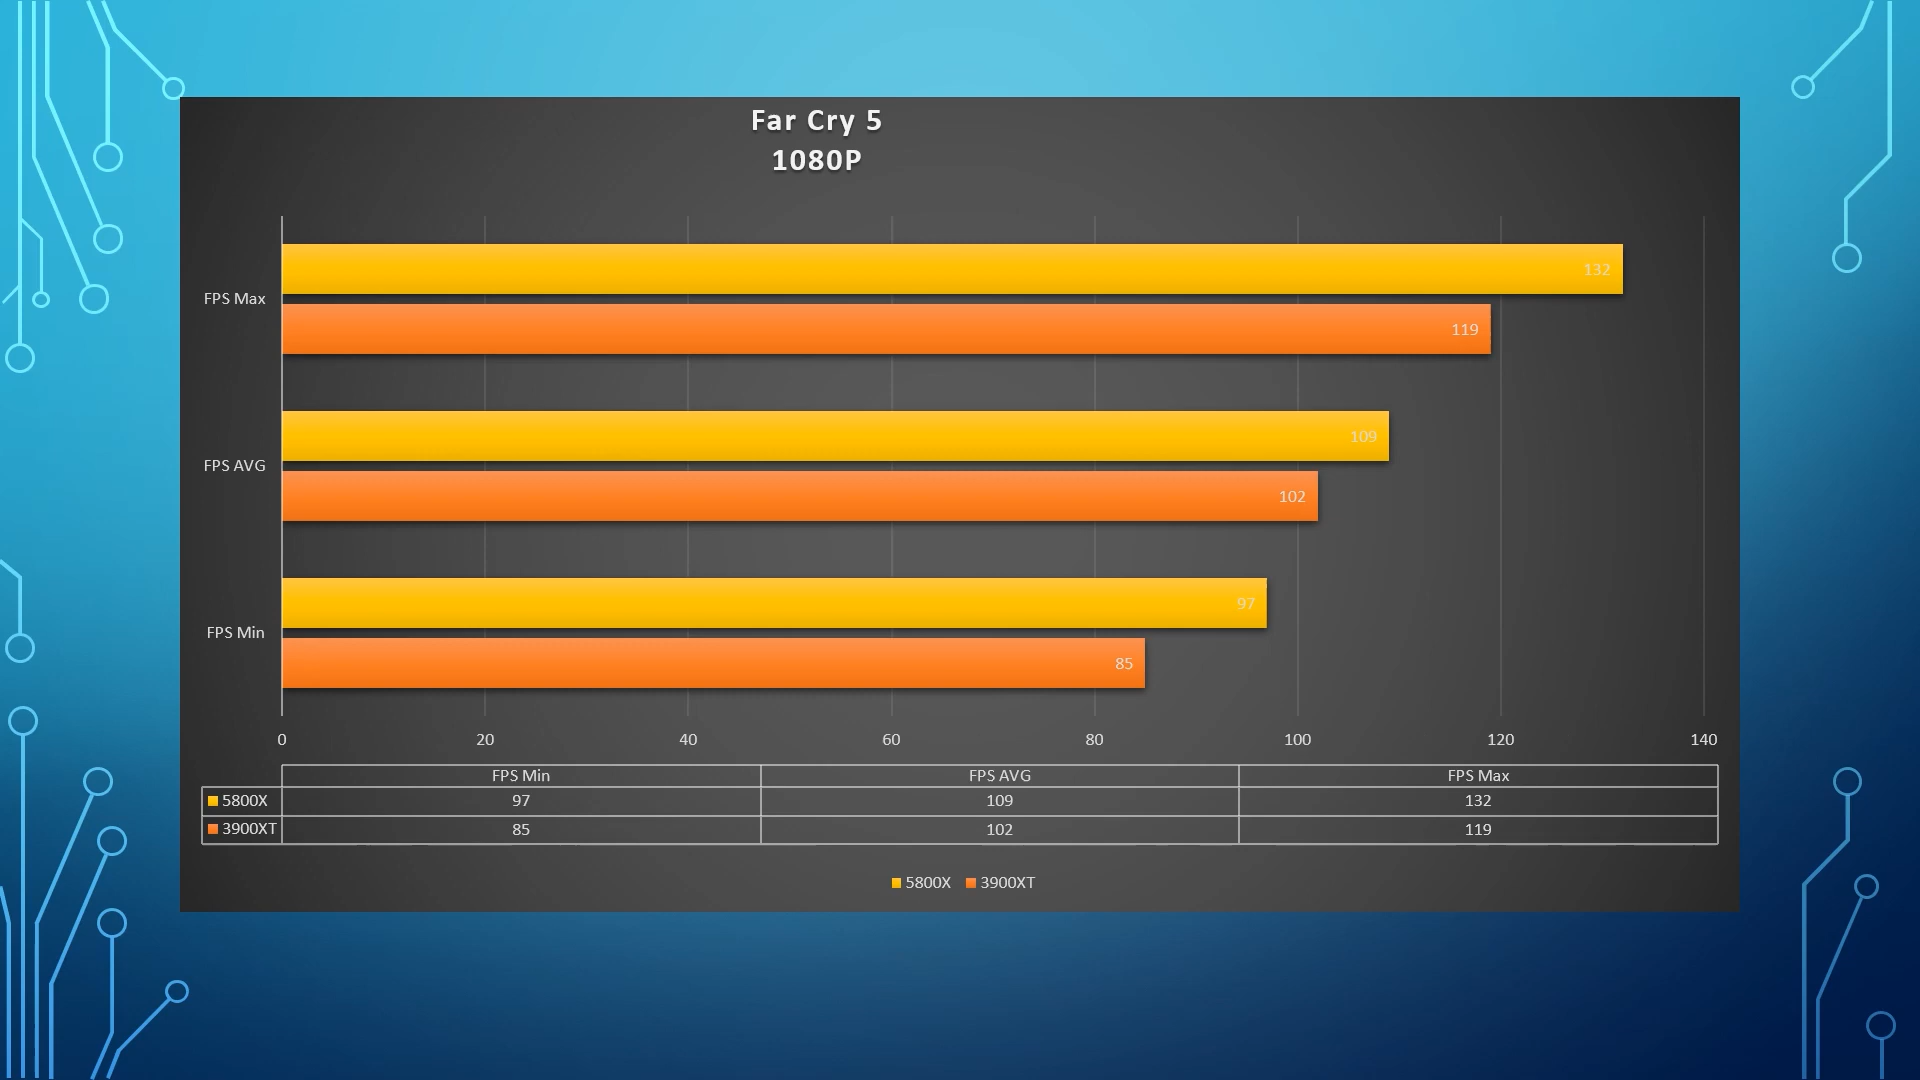 Far Cry 5
1080P
132
FPS Max
119
109
FPS AVG
102
97
FPS Min
85
0 20 40 60 80 100 120 140
FPS Min FPS AVG FPS Max
5800X 97 109 132
3900XT 85 102 119
5800X 3900XT